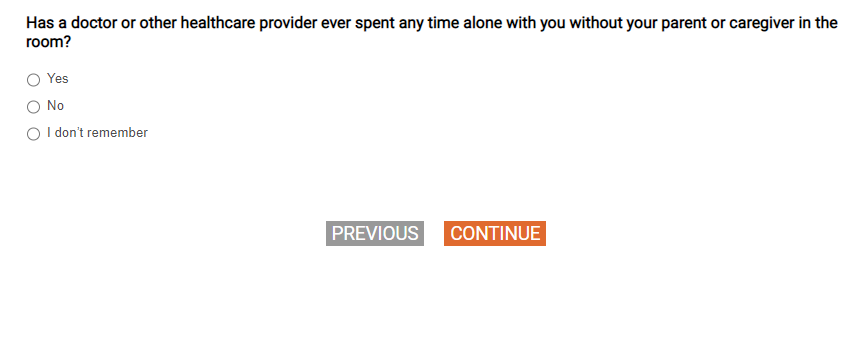 Has a doctor or other healthcare provider ever spent any time alone with you without your parent or caregiver in the
room?
Yes
No
I don't remember
PREVIOUS CONTINUE